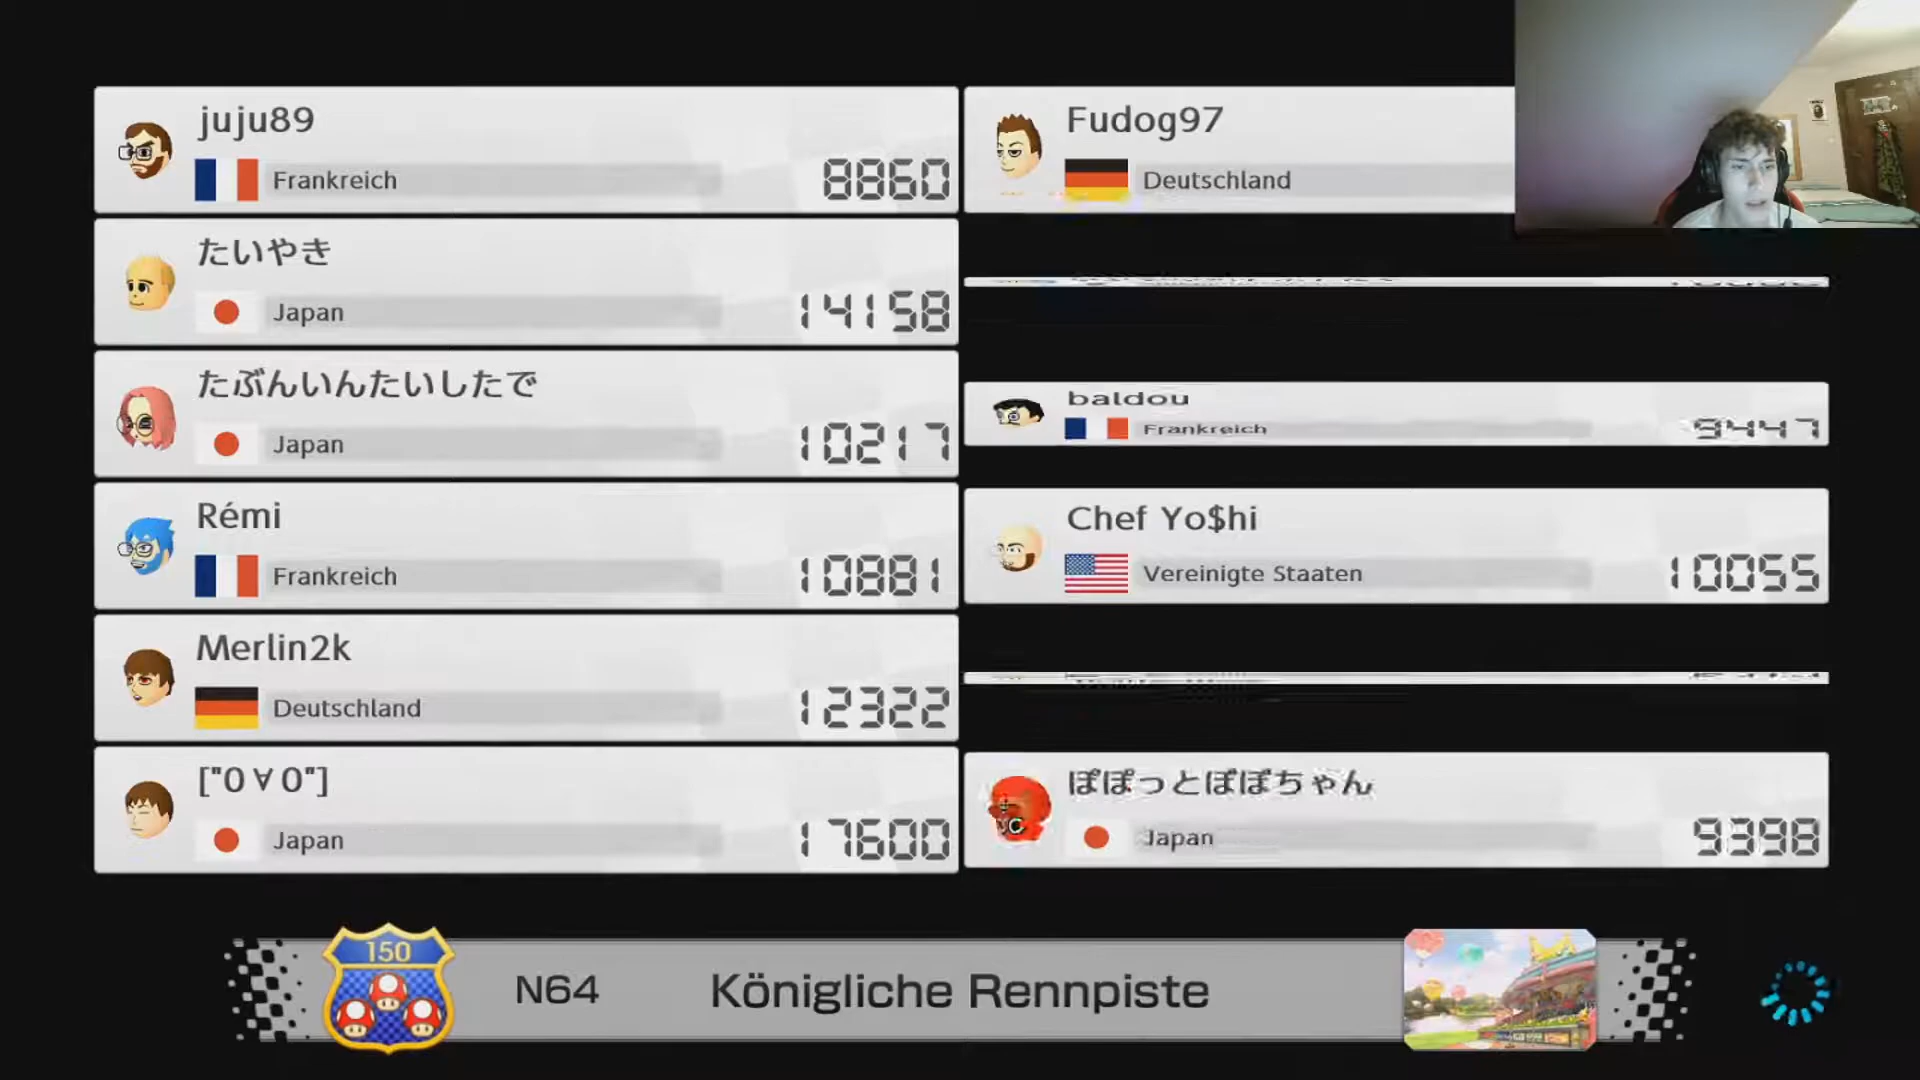 juju89
Frankreich
8860
たいやき
Japan
14158
たぶんいんたいしたで
Japan
10217
Rémi
Frankreich
10881
Merlin2k
Deutschland
12322
["0∀0"]
Japan
17600
Fudog97
Deutschland
baldou
Frankreich
9447
Chef Yo$hi
Vereinigte Staaten
10055
ぽぽっとぽぽちゃん
Japan
9398
150
N64
Königliche Rennpiste